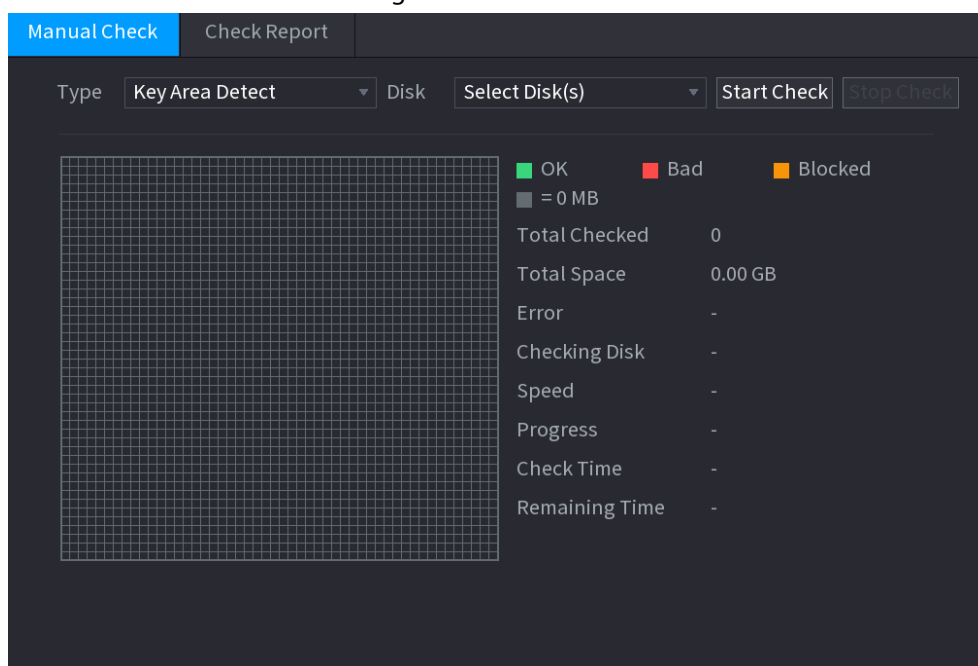 Manual Check Check Report
Type Key Area Detect Disk Select Disk(s) Start Check Stop Check
OK Bad Blocked
= 0 MB
Total Checked 0
Total Space 0.00 GB
Error -
Checking Disk -
Speed -
Progress -
Check Time -
Remaining Time -